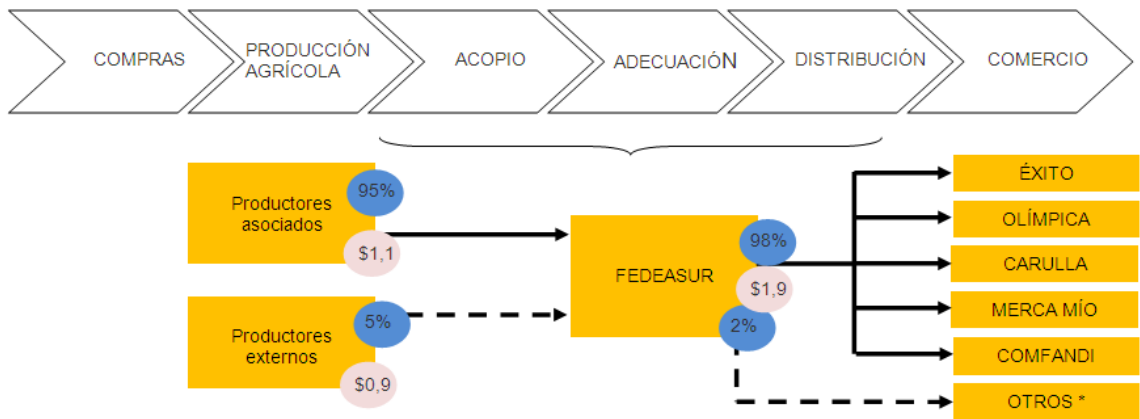 COMPRAS
PRODUCCIÓN
AGRÍCOLA
ACOPIO
ADECUACIÓN
DISTRIBUCIÓN
COMERCIO
Productores
asociados
95%
$1,1
Productores
externos
5%
$0,9
FEDEASUR
98%
$1,9
2%
ÉXITO
OLÍMPICA
CARULLA
MERCA MÍO
COMFANDI
OTROS *